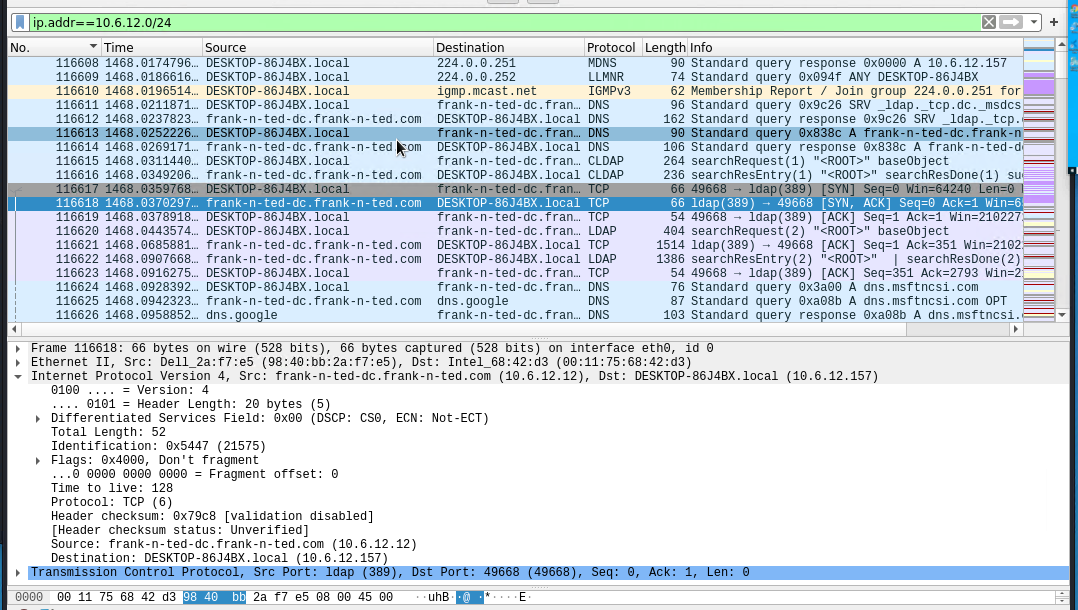 ip.addr==10.6.12.0/24
No. Time Source Destination Protocol Length Info
116608 1468.0174796… DESKTOP-86J4BX.local 224.0.0.251 MDNS 90 Standard query response 0x0000 A 10.6.12.157
116609 1468.0186616… DESKTOP-86J4BX.local 224.0.0.252 LLMNR 74 Standard query 0x094f ANY DESKTOP-86J4BX
116610 1468.0196514… DESKTOP-86J4BX.local igmp.mcast.net IGMPv3 62 Membership Report / Join group 224.0.0.251 for
116611 1468.0211871… DESKTOP-86J4BX.local frank-n-ted-dc.fran… DNS 96 Standard query 0x9c26 SRV _ldap._tcp.dc._msdcs
116612 1468.0237823… frank-n-ted-dc.frank-n-ted.com DESKTOP-86J4BX.local DNS 162 Standard query response 0x9c26 SRV _ldap._tcp.
116613 1468.0252226… DESKTOP-86J4BX.local frank-n-ted-dc.fran… DNS 90 Standard query 0x838c A frank-n-ted-dc.frank-n
116614 1468.0269171… frank-n-ted-dc.frank-n-ted.com DESKTOP-86J4BX.local DNS 106 Standard query response 0x838c A frank-n-ted-d
116615 1468.0311440… DESKTOP-86J4BX.local frank-n-ted-dc.fran… CLDAP 264 searchRequest(1) "<ROOT>" baseObject
116616 1468.0349206… frank-n-ted-dc.frank-n-ted.com DESKTOP-86J4BX.local CLDAP 236 searchResEntry(1) "<ROOT>" searchResDone(1) su
116617 1468.0359768… DESKTOP-86J4BX.local frank-n-ted-dc.fran… TCP 66 49668 → ldap(389) [SYN] Seq=0 Win=64240 Len=0
116618 1468.0370297… frank-n-ted-dc.frank-n-ted.com DESKTOP-86J4BX.local TCP 66 ldap(389) → 49668 [SYN, ACK] Seq=0 Ack=1 Win=6
116619 1468.0378918… DESKTOP-86J4BX.local frank-n-ted-dc.fran… TCP 54 49668 → ldap(389) [ACK] Seq=1 Ack=1 Win=210227
116620 1468.0443574… DESKTOP-86J4BX.local frank-n-ted-dc.fran… LDAP 404 searchRequest(2) "<ROOT>" baseObject
116621 1468.0685881… frank-n-ted-dc.frank-n-ted.com DESKTOP-86J4BX.local TCP 1514 ldap(389) → 49668 [ACK] Seq=1 Ack=351 Win=2102
116622 1468.0907668… frank-n-ted-dc.frank-n-ted.com DESKTOP-86J4BX.local LDAP 1386 searchResEntry(2) "<ROOT>" | searchResDone(2)
116623 1468.0916275… DESKTOP-86J4BX.local frank-n-ted-dc.fran… TCP 54 49668 → ldap(389) [ACK] Seq=351 Ack=2793 Win=2
116624 1468.0928392… DESKTOP-86J4BX.local frank-n-ted-dc.fran… DNS 76 Standard query 0x3a00 A dns.msftncsi.com
116625 1468.0942323… frank-n-ted-dc.frank-n-ted.com dns.google DNS 87 Standard query 0xa08b A dns.msftncsi.com OPT
116626 1468.0958852… dns.google frank-n-ted-dc.fran… DNS 103 Standard query response 0xa08b A dns.msftncsi.
Frame 116618: 66 bytes on wire (528 bits), 66 bytes captured (528 bits) on interface eth0, id 0
Ethernet II, Src: Dell_2a:f7:e5 (98:40:bb:2a:f7:e5), Dst: Intel_68:42:d3 (00:11:75:68:42:d3)
Internet Protocol Version 4, Src: frank-n-ted-dc.frank-n-ted.com (10.6.12.12), Dst: DESKTOP-86J4BX.local (10.6.12.157)
0100 .... = Version: 4
.... 0101 = Header Length: 20 bytes (5)
Differentiated Services Field: 0x00 (DSCP: CS0, ECN: Not-ECT)
Total Length: 52
Identification: 0x5447 (21575)
Flags: 0x4000, Don't fragment
...0 0000 0000 0000 = Fragment offset: 0
Time to live: 128
Protocol: TCP (6)
Header checksum: 0x79c8 [validation disabled]
[Header checksum status: Unverified]
Source: frank-n-ted-dc.frank-n-ted.com (10.6.12.12)
Destination: DESKTOP-86J4BX.local (10.6.12.157)
Transmission Control Protocol, Src Port: ldap (389), Dst Port: 49668 (49668), Seq: 0, Ack: 1, Len: 0
0000 00 11 75 68 42 d3 98 40 bb 2a f7 e5 08 00 45 00 ··uhB··@·*····E·